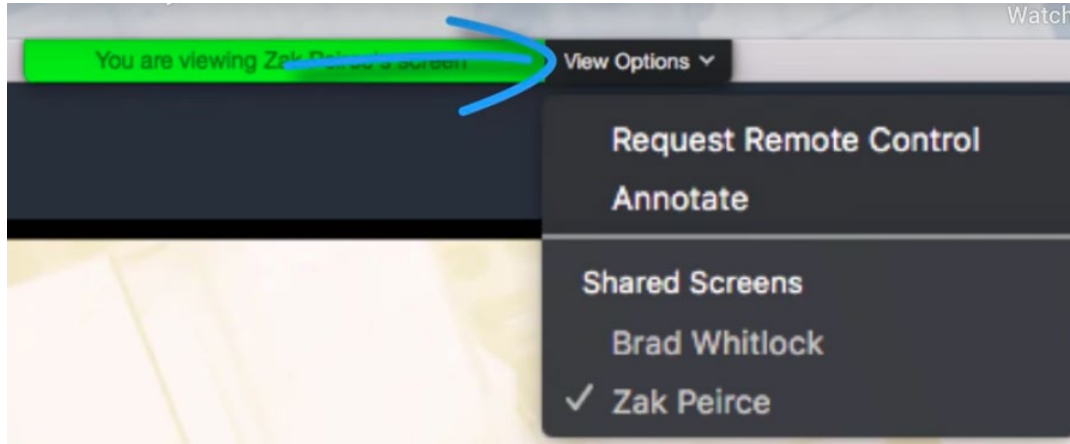 Watch
You are viewing Zak Peirce's screen
View Options
Request Remote Control
Annotate
Shared Screens
Brad Whitlock
Zak Peirce